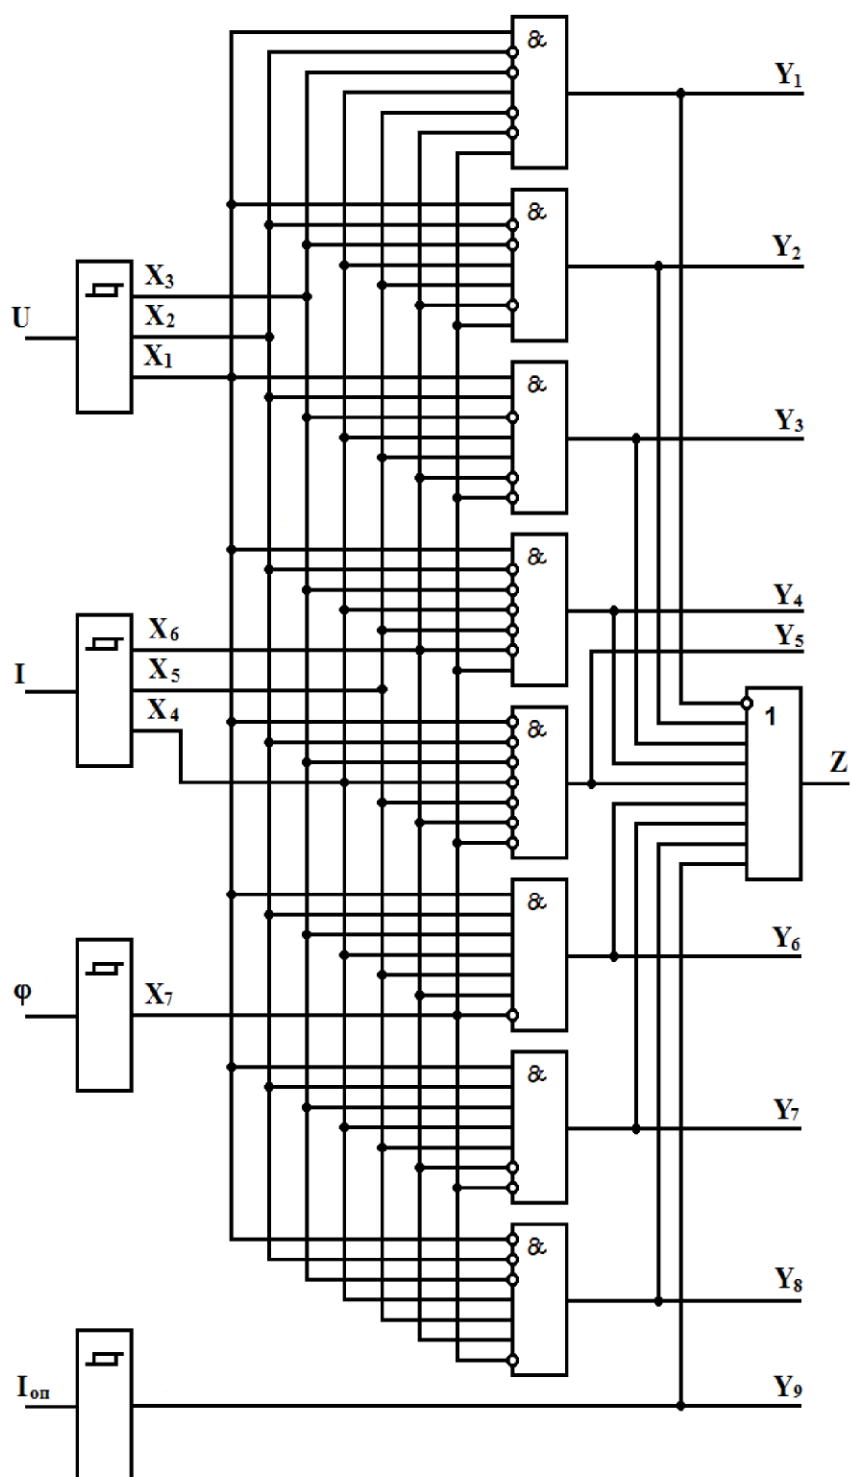 &
Y₁
&
Y₂
X₃
U
X₂
X₁
&
Y₃
&
Y₄
X₆
Y₅
I
X₅
X₄
&
1
Z
&
Y₆
φ
X₇
&
Y₇
&
Y₈
Iоп
Y₉